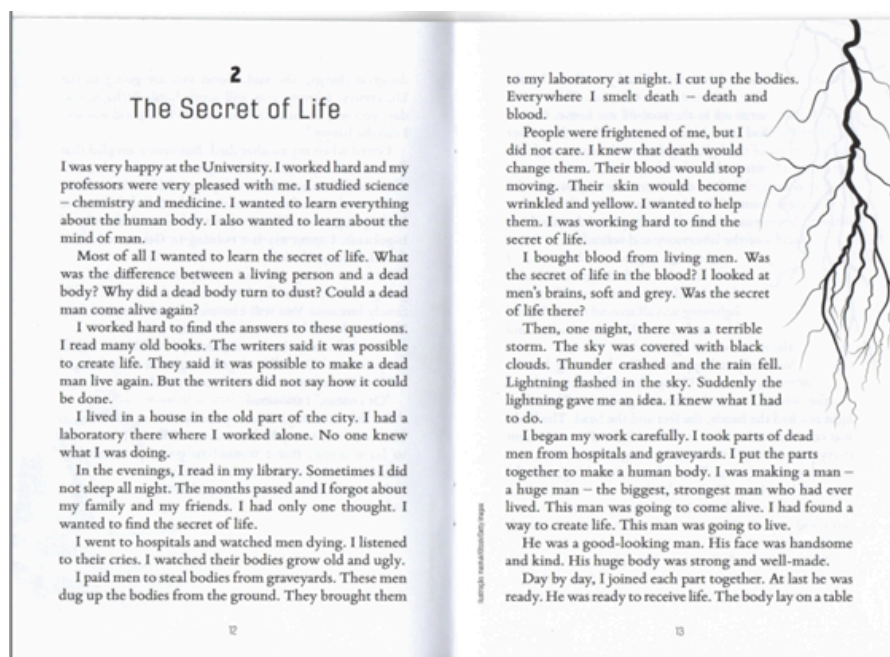 2
The Secret of Life
I was very happy at the University. I worked hard and my
professors were very pleased with me. I studied science
– chemistry and medicine. I wanted to learn everything
about the human body. I also wanted to learn about the
mind of man.
Most of all I wanted to learn the secret of life. What
was the difference between a living person and a dead
body? Why did a dead body turn to dust? Could a dead
man come alive again?
I worked hard to find the answers to these questions.
I read many old books. The writers said it was possible
to create life. They said it was possible to make a dead
man live again. But the writers did not say how it could
be done.
I lived in a house in the old part of the city. I had a
laboratory there where I worked alone. No one knew
what I was doing.
In the evenings, I read in my library. Sometimes I did
not sleep all night. The months passed and I forgot about
my family and my friends. I had only one thought. I
wanted to find the secret of life.
I went to hospitals and watched men dying. I listened
to their cries. I watched their bodies grow old and ugly.
I paid men to steal bodies from graveyards. These men
dug up the bodies from the ground. They brought them
12
to my laboratory at night. I cut up the bodies.
Everywhere I smelt death – death and
blood.
People were frightened of me, but I
did not care. I knew that death would
change them. Their blood would stop
moving. Their skin would become
wrinkled and yellow. I wanted to help
them. I was working hard to find the
secret of life.
I bought blood from living men. Was
the secret of life in the blood? I looked at
men's brains, soft and grey. Was the secret
of life there?
Then, one night, there was a terrible
storm. The sky was covered with black
clouds. Thunder crashed and the rain fell.
Lightning flashed in the sky. Suddenly the
lightning gave me an idea. I knew what I had
to do.
I began my work carefully. I took parts of dead
men from hospitals and graveyards. I put the parts
together to make a human body. I was making a man –
a huge man – the biggest, strongest man who had ever
lived. This man was going to come alive. I had found a
way to create life. This man was going to live.
He was a good-looking man. His face was handsome
and kind. His huge body was strong and well-made.
Day by day, I joined each part together. At last he was
ready. He was ready to receive life. The body lay on a table
13